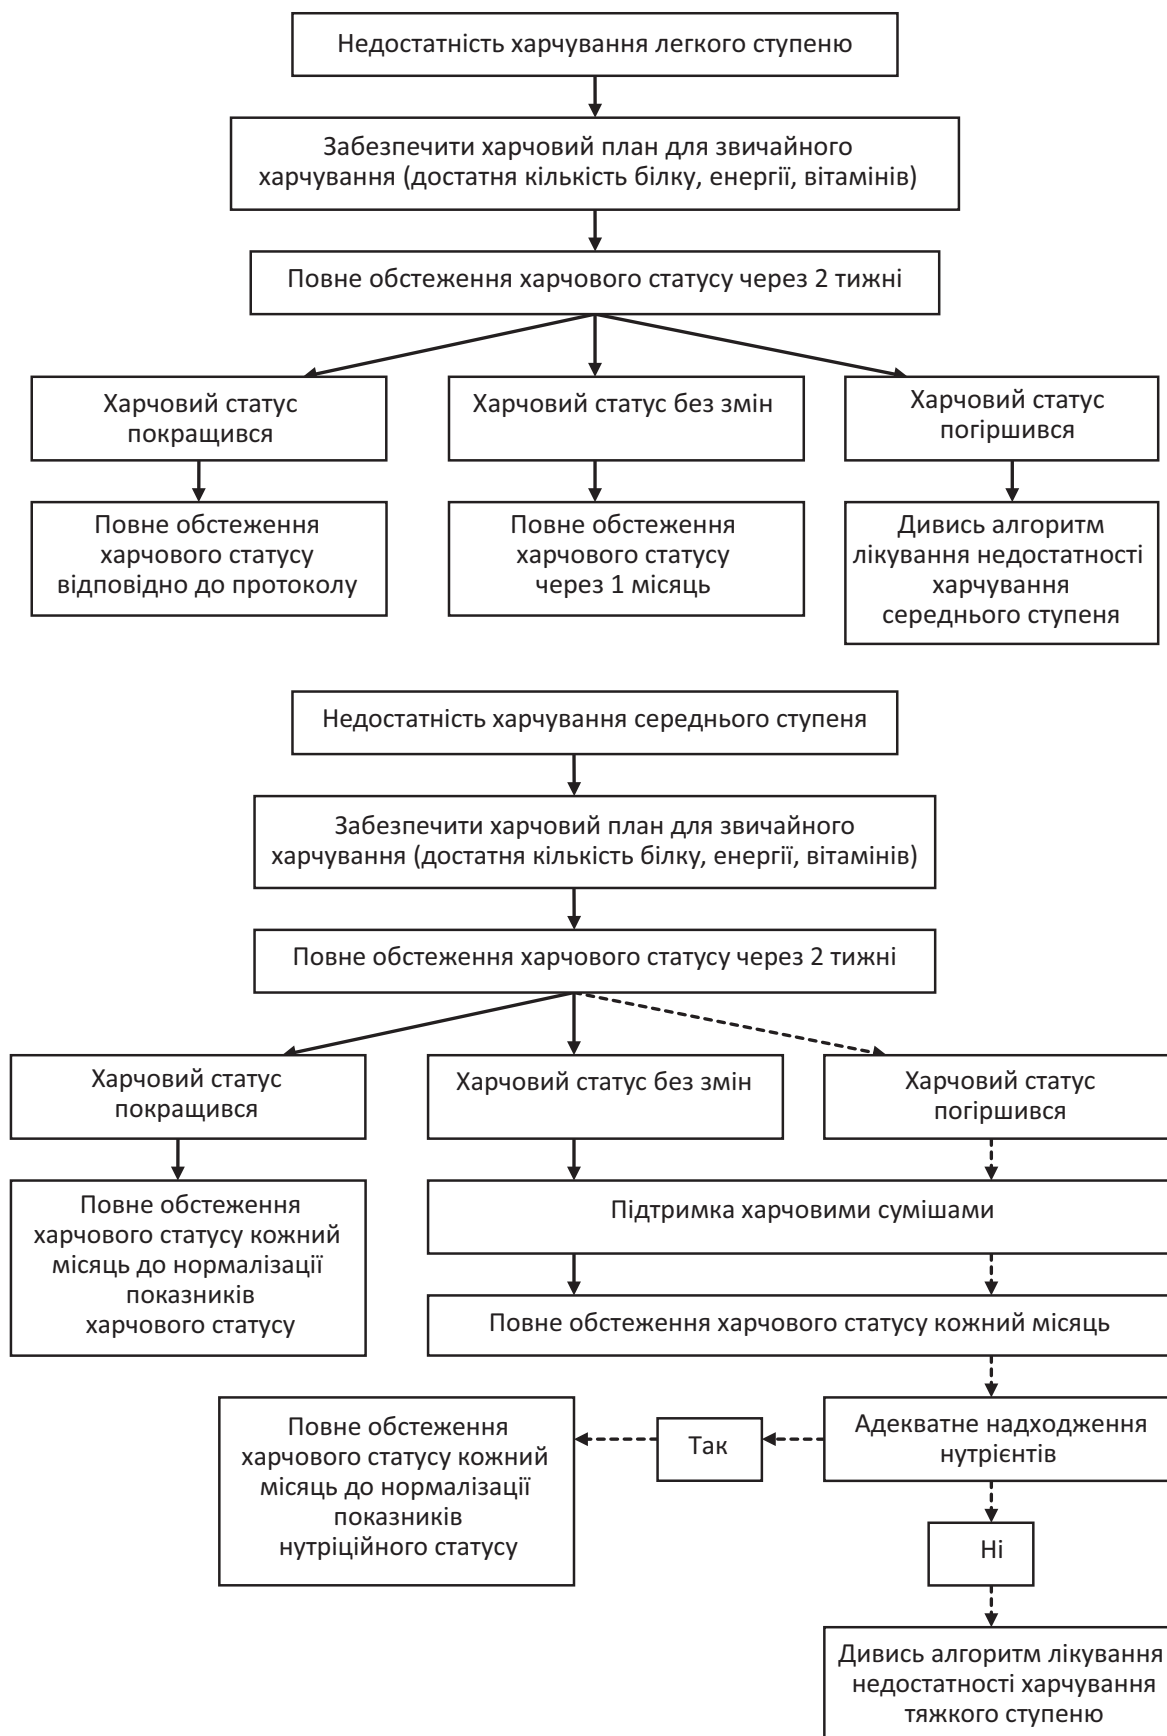 Недостатність харчування легкого ступеню
Забезпечити харчовий план для звичайного
харчування (достатня кількість білку, енергії, вітамінів)
Повне обстеження харчового статусу через 2 тижні
Харчовий статус
покращився
Харчовий статус без змін
Харчовий статус
погіршився
Повне обстеження
харчового статусу
відповідно до протоколу
Повне обстеження
харчового статусу
через 1 місяць
Дивись алгоритм
лікування недостатності
харчування
середнього ступеня
Недостатність харчування середнього ступеня
Забезпечити харчовий план для звичайного
харчування (достатня кількість білку, енергії, вітамінів)
Повне обстеження харчового статусу через 2 тижні
Харчовий статус
покращився
Харчовий статус без змін
Харчовий статус
погіршився
Повне обстеження
харчового статусу кожний
місяць до нормалізації
показників
харчового статусу
Підтримка харчовими сумішами
Повне обстеження харчового статусу кожний місяць
Повне обстеження
харчового статусу кожний
місяць до нормалізації
показників
нутріційного статусу
Так
Адекватне надходження
нутрієнтів
Ні
Дивись алгоритм лікування
недостатності харчування
тяжкого ступеню